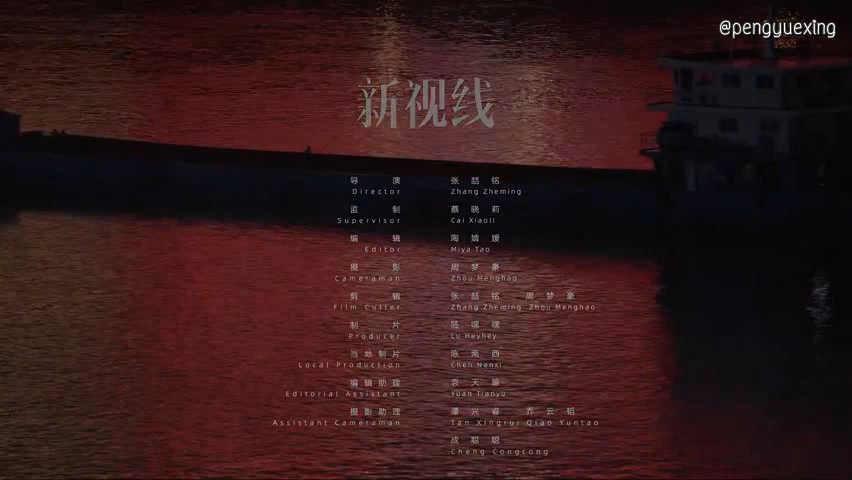 @pengyuexing
新视线
导演 张喆铭
Director Zhang Zheming
监制 蔡晓莉
Supervisor Cai Xiaoli
编辑 陶婧媛
Editor Miya Tao
摄影 周梦豪
Cameraman Zhou Menghao
剪辑 张喆铭 周梦豪
Film Cutter Zhang Zheming Zhou Menghao
制片 陆嘿嘿
Producer Lu Heyhey
当地制片 陈南西
Local Production Chen Nanxi
编辑助理 袁天瑜
Editorial Assistant Yuan Tianyu
摄影助理 谭兴睿 乔云韬
Assistant Cameraman Tan Xingrui Qiao Yuntao
成聪聪
Cheng Congcong